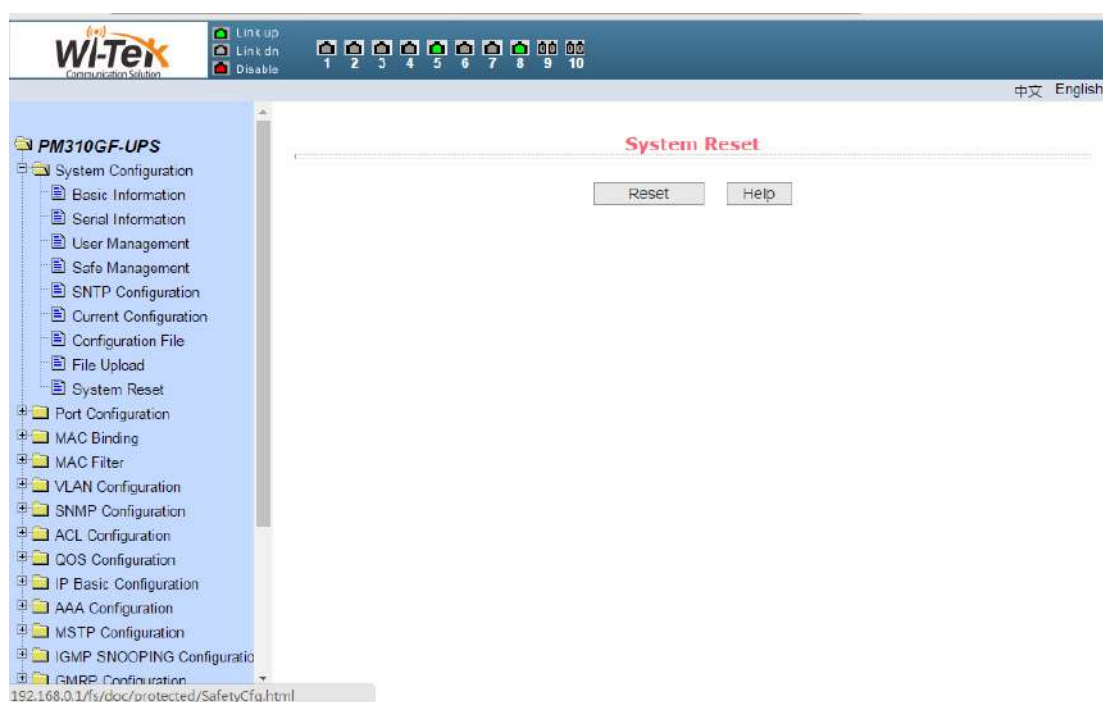 Wi-Tek
Communication Solution
Link up
Link dn
Disable
1 2 3 4 5 6 7 8 9 10
中文 English
PM310GF-UPS
System Configuration
Basic Information
Serial Information
User Management
Safe Management
SNTP Configuration
Current Configuration
Configuration File
File Upload
System Reset
Port Configuration
MAC Binding
MAC Filter
VLAN Configuration
SNMP Configuration
ACL Configuration
QOS Configuration
IP Basic Configuration
AAA Configuration
MSTP Configuration
IGMP SNOOPING Configuratio
GMRP Configuration
System Reset
Reset Help
192.168.0.1/fs/doc/protected/SafetyCfg.html